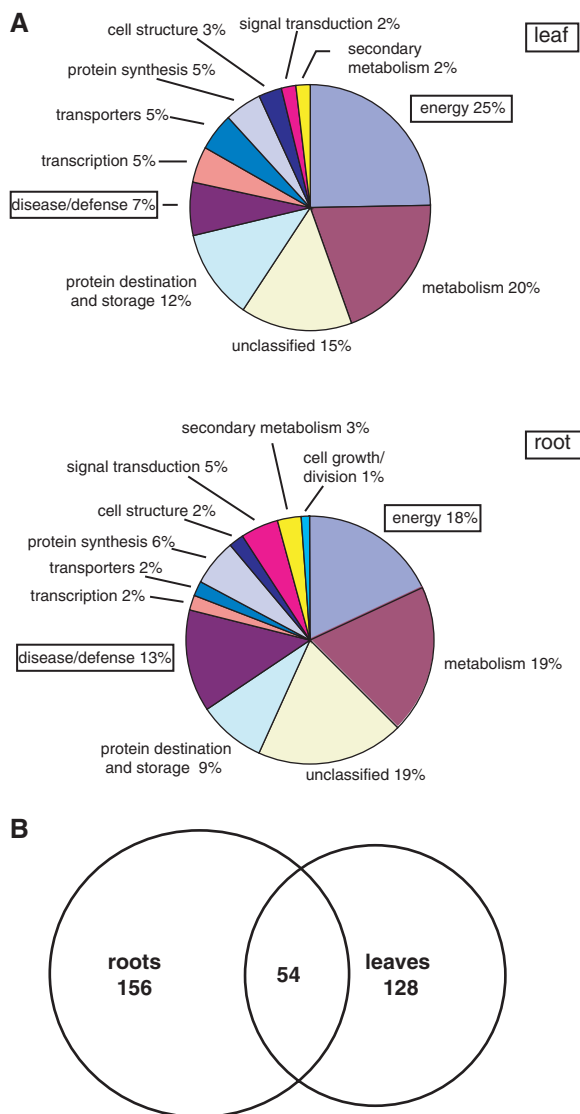 A
leaf
signal transduction 2%
cell structure 3%
secondary
metabolism 2%
protein synthesis 5%
energy 25%
transporters 5%
transcription 5%
disease/defense 7%
protein destination
and storage 12%
metabolism 20%
unclassified 15%
root
secondary metabolism 3%
cell growth/
division 1%
signal transduction 5%
cell structure 2%
energy 18%
protein synthesis 6%
transporters 2%
transcription 2%
disease/defense 13%
metabolism 19%
protein destination
and storage 9%
unclassified 19%
B
roots
156
54
leaves
128